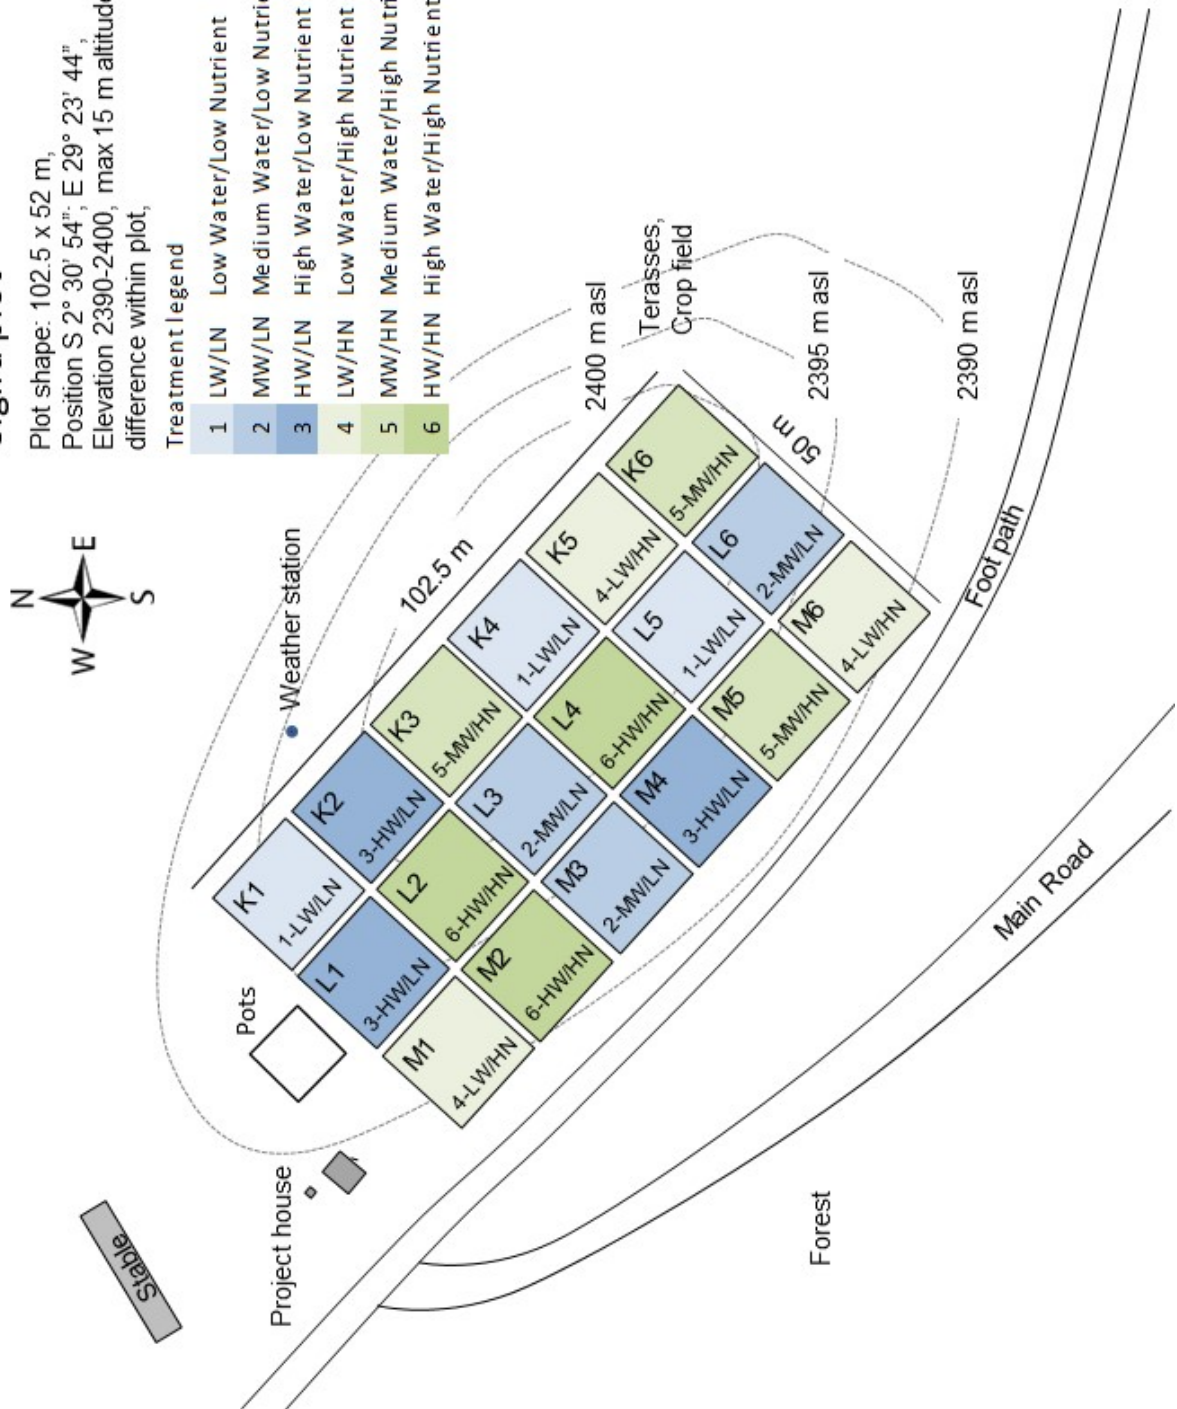 Plot shape: 102.5 x 52 m,
Position S 2° 30' 54"; E 29° 23' 44",
Elevation 2390-2400, max 15 m altitude
difference within plot,
Treatment legend
1 LW/LN Low Water/Low Nutrient
2 MW/LN Medium Water/Low Nutri
3 HW/LN High Water/Low Nutrient
4 LW/HN Low Water/High Nutrient
5 MW/HN Medium Water/High Nutri
6 HW/HN High Water/High Nutrient
N
W E
S
Weather station
102.5 m
2400 m asl
Terasses,
Crop field
2395 m asl
2390 m asl
50 m
Stable
Project house
Pots
K1
1-LW/LN
K2
3-HW/LN
K3
5-MW/HN
K4
1-LW/LN
K5
4-LW/HN
K6
5-MW/HN
L1
3-HW/LN
L2
6-HW/HN
L3
2-MW/LN
L4
6-HW/HN
L5
1-LW/LN
L6
2-MW/LN
M1
4-LW/HN
M2
6-HW/HN
M3
2-MW/LN
M4
3-HW/LN
M5
5-MW/HN
M6
4-LW/HN
Foot path
Main Road
Forest